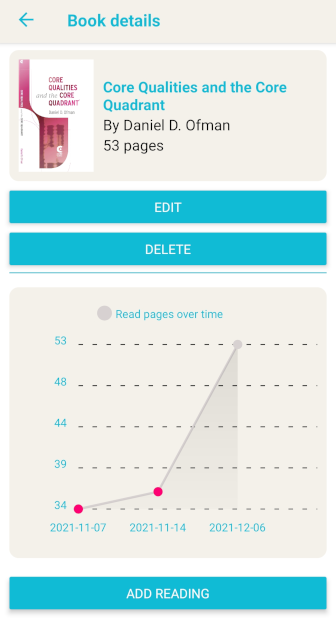 Book details
CORE
QUALITIES
and the CORE
QUADRANT
Daniel D. Ofman
Core Qualities and the Core
Quadrant
By Daniel D. Ofman
53 pages
EDIT
DELETE
Read pages over time
53
48
44
39
34
2021-11-07 2021-11-14 2021-12-06
ADD READING